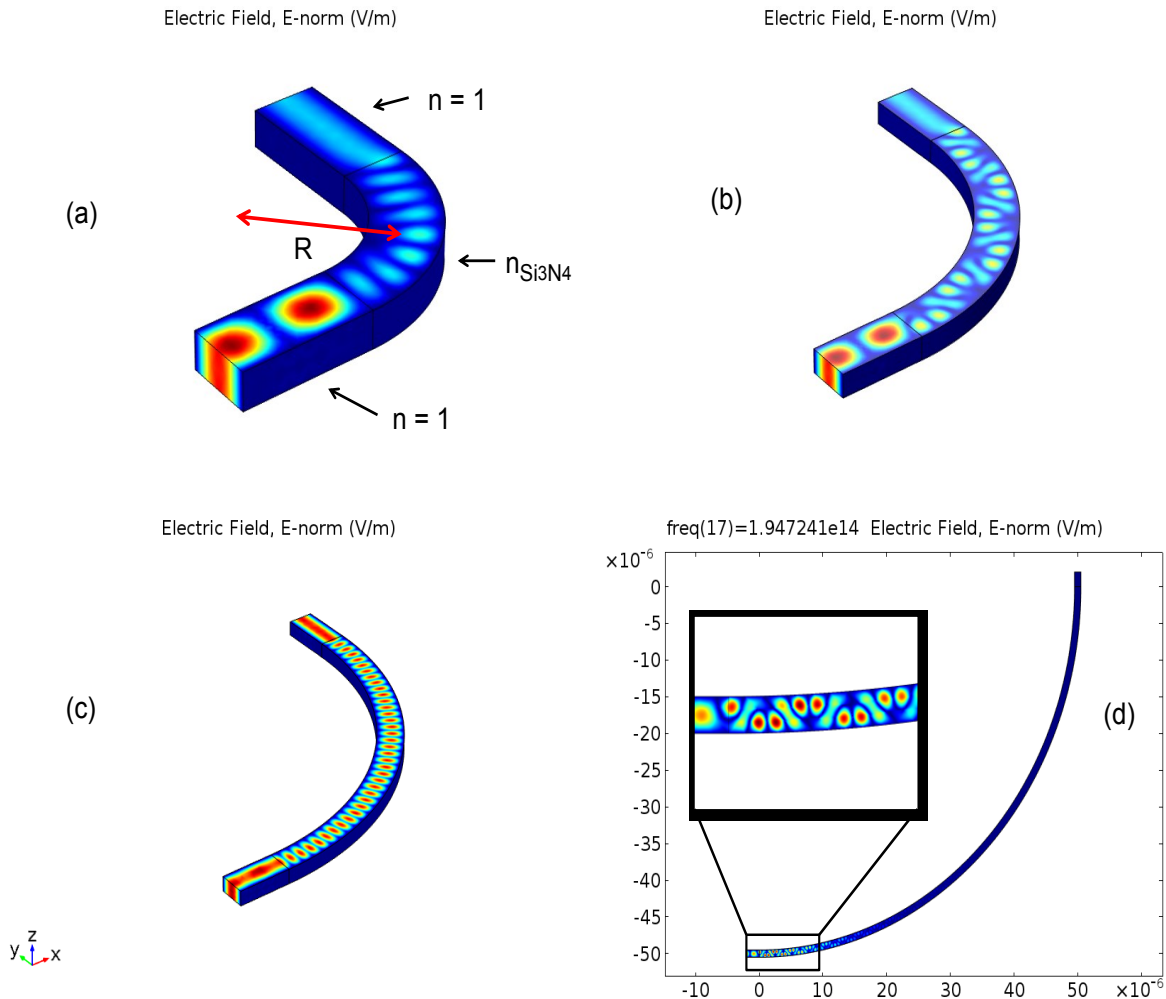 Electric Field, E-norm (V/m)
Electric Field, E-norm (V/m)
n = 1
(a)
(b)
R
nSi3N4
n = 1
Electric Field, E-norm (V/m)
freq(17)=1.947241e14 Electric Field, E-norm (V/m)
×10⁻⁶
0
-5
-10
-15
-20
-25
-30
-35
-40
-45
-50
(c)
(d)
z
y
x
-10
0
10
20
30
40
50
×10⁻⁶